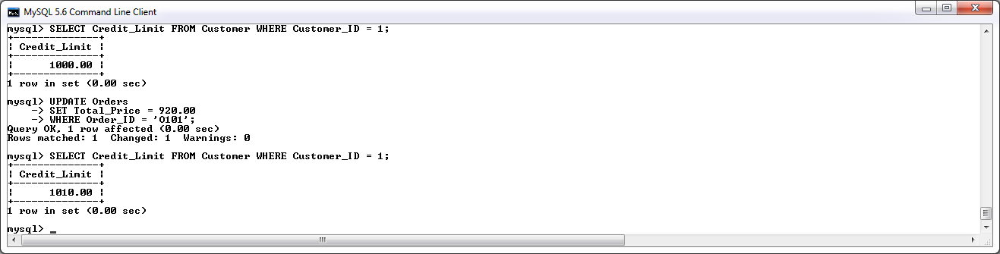 MySQL 5.6 Command Line Client
mysql> SELECT Credit_Limit FROM Customer WHERE Customer_ID = 1;
+--------------+
| Credit_Limit |
+--------------+
|      1000.00 |
+--------------+
1 row in set (0.00 sec)
mysql> UPDATE Orders
    -> SET Total_Price = 920.00
    -> WHERE Order_ID = 'O101';
Query OK, 1 row affected (0.00 sec)
Rows matched: 1  Changed: 1  Warnings: 0
mysql> SELECT Credit_Limit FROM Customer WHERE Customer_ID = 1;
+--------------+
| Credit_Limit |
+--------------+
|      1010.00 |
+--------------+
1 row in set (0.00 sec)
mysql> _